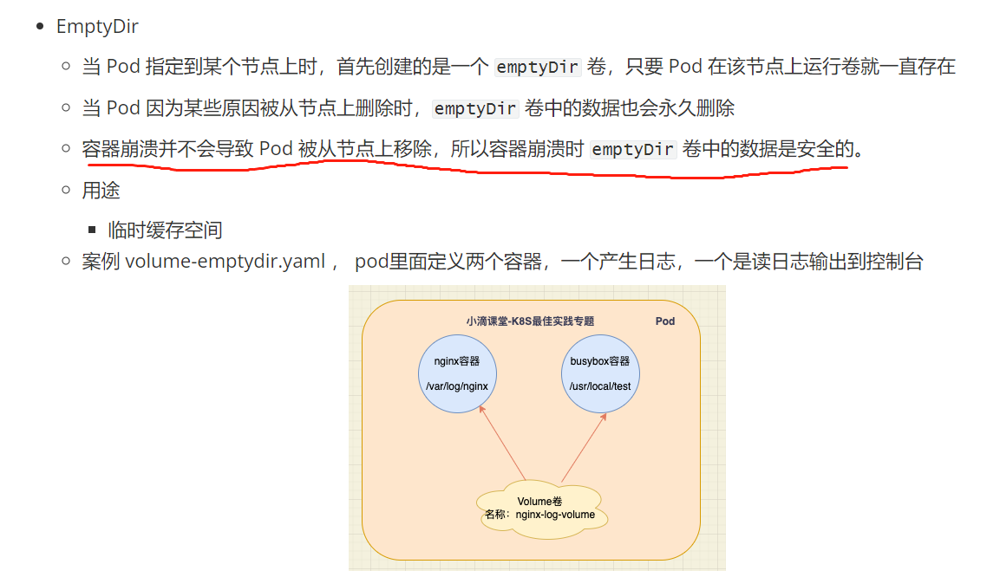 EmptyDir
当 Pod 指定到某个节点上时，首先创建的是一个 emptyDir 卷，只要 Pod 在该节点上运行卷就一直存在
当 Pod 因为某些原因被从节点上删除时，emptyDir 卷中的数据也会永久删除
容器崩溃并不会导致 Pod 被从节点上移除，所以容器崩溃时 emptyDir 卷中的数据是安全的。
用途
临时缓存空间
案例 volume-emptydir.yaml ， pod里面定义两个容器，一个产生日志，一个是读日志输出到控制台
小滴课堂-K8S最佳实践专题
Pod
nginx容器
/var/log/nginx
busybox容器
/usr/local/test
Volume卷
名称：nginx-log-volume